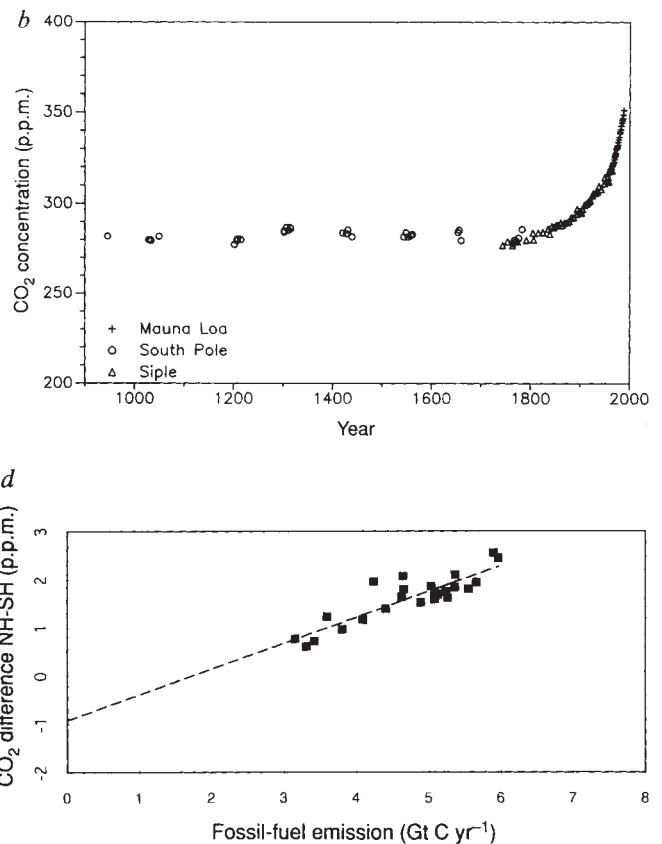 b
400
350
300
250
200
CO₂ concentration (p.p.m.)
+ Mauna Loa
○ South Pole
△ Siple
1000 1200 1400 1600 1800 2000
Year
d
3
2
1
0
-1
-2
CO₂ difference NH-SH (p.p.m.)
0 1 2 3 4 5 6 7 8
Fossil-fuel emission (Gt C yr⁻¹)